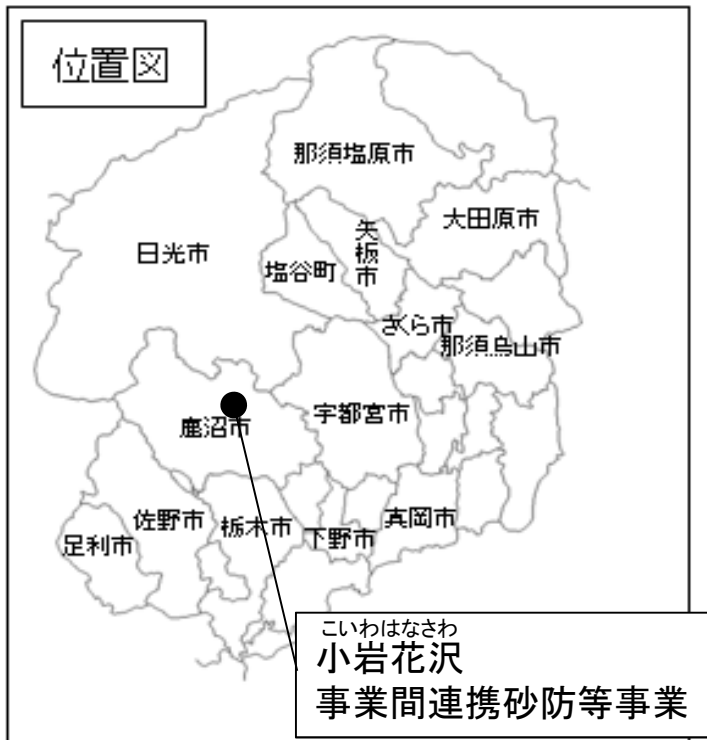 位置図
那須塩原市
大田原市
矢板市
日光市
塩谷町
さくら市
那須烏山市
宇都宮市
鹿沼市
真岡市
佐野市
栃木市
下野市
足利市
こいわはなさわ
小岩花沢
事業間連携砂防等事業